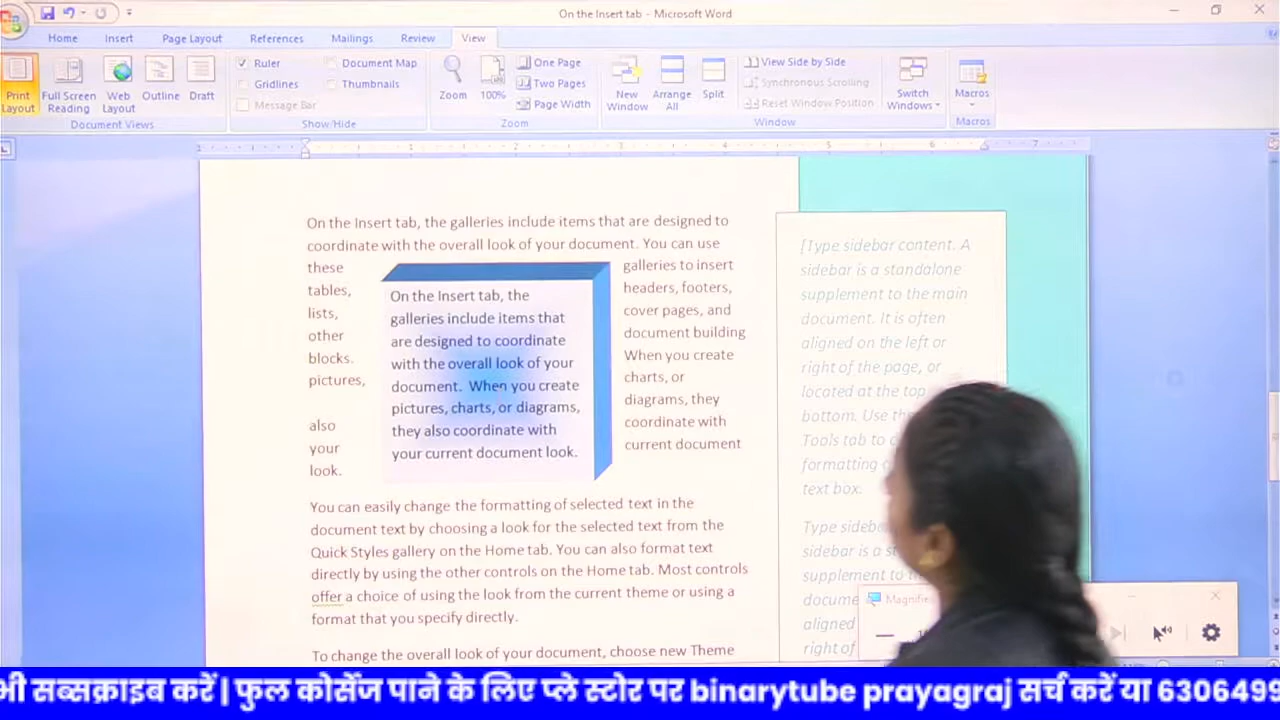 On the Insert tab - Microsoft Word
Home Insert Page Layout References Mailings Review View
Print Layout
Full Screen Reading
Web Layout
Outline
Draft
Document Views
Ruler
Gridlines
Message Bar
Document Map
Thumbnails
Show/Hide
Zoom
100%
One Page
Two Pages
Page Width
Zoom
New Window
Arrange All
Split
View Side by Side
Synchronous Scrolling
Reset Window Position
Switch Windows
Window
Macros
Macros
1 2 3 4 5 6 7
On the Insert tab, the galleries include items that are designed to
coordinate with the overall look of your document. You can use
these galleries to insert
tables, headers, footers,
lists, cover pages, and
other document building
blocks. When you create
pictures, charts, or
diagrams, they
also coordinate with
your current document
look.
On the Insert tab, the
galleries include items that
are designed to coordinate
with the overall look of your
document. When you create
pictures, charts, or diagrams,
they also coordinate with
your current document look.
You can easily change the formatting of selected text in the
document text by choosing a look for the selected text from the
Quick Styles gallery on the Home tab. You can also format text
directly by using the other controls on the Home tab. Most controls
offer a choice of using the look from the current theme or using a
format that you specify directly.
To change the overall look of your document, choose new Theme
[Type sidebar content. A
sidebar is a standalone
supplement to the main
document. It is often
aligned on the left or
right of the page, or
located at the top
bottom. Use
Tools tab to
formatting
text box.
Type
sidebar is a
supplement to
aligned
right of
भी सब्सक्राइब करें | फुल कोर्सेज पाने के लिए प्ले स्टोर पर binarytube prayagraj सर्च करें या 6306499